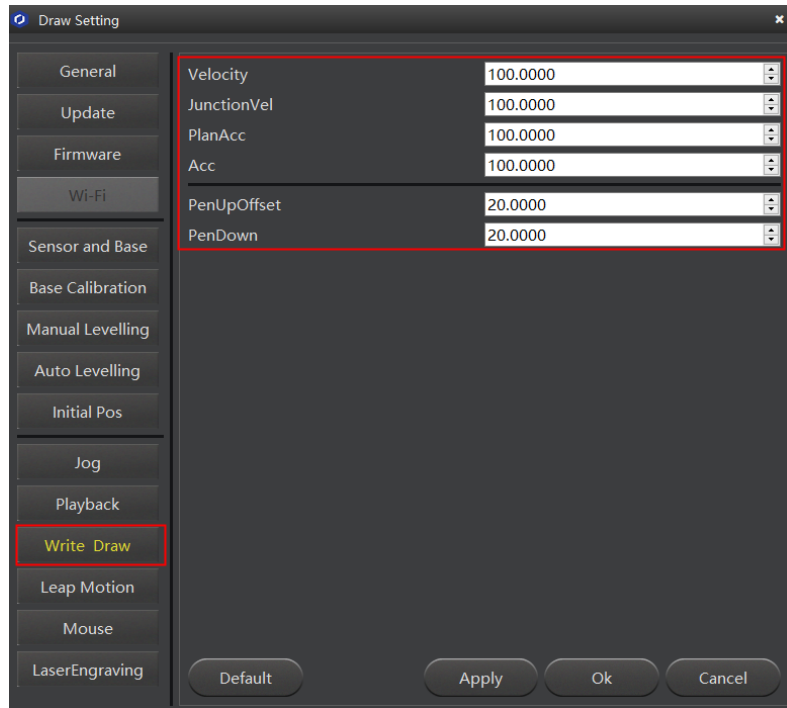 Draw Setting
General
Update
Firmware
Wi-Fi
Sensor and Base
Base Calibration
Manual Levelling
Auto Levelling
Initial Pos
Jog
Playback
Write Draw
Leap Motion
Mouse
LaserEngraving
Velocity 100.0000
JunctionVel 100.0000
PlanAcc 100.0000
Acc 100.0000
PenUpOffset 20.0000
PenDown 20.0000
Default Apply Ok Cancel